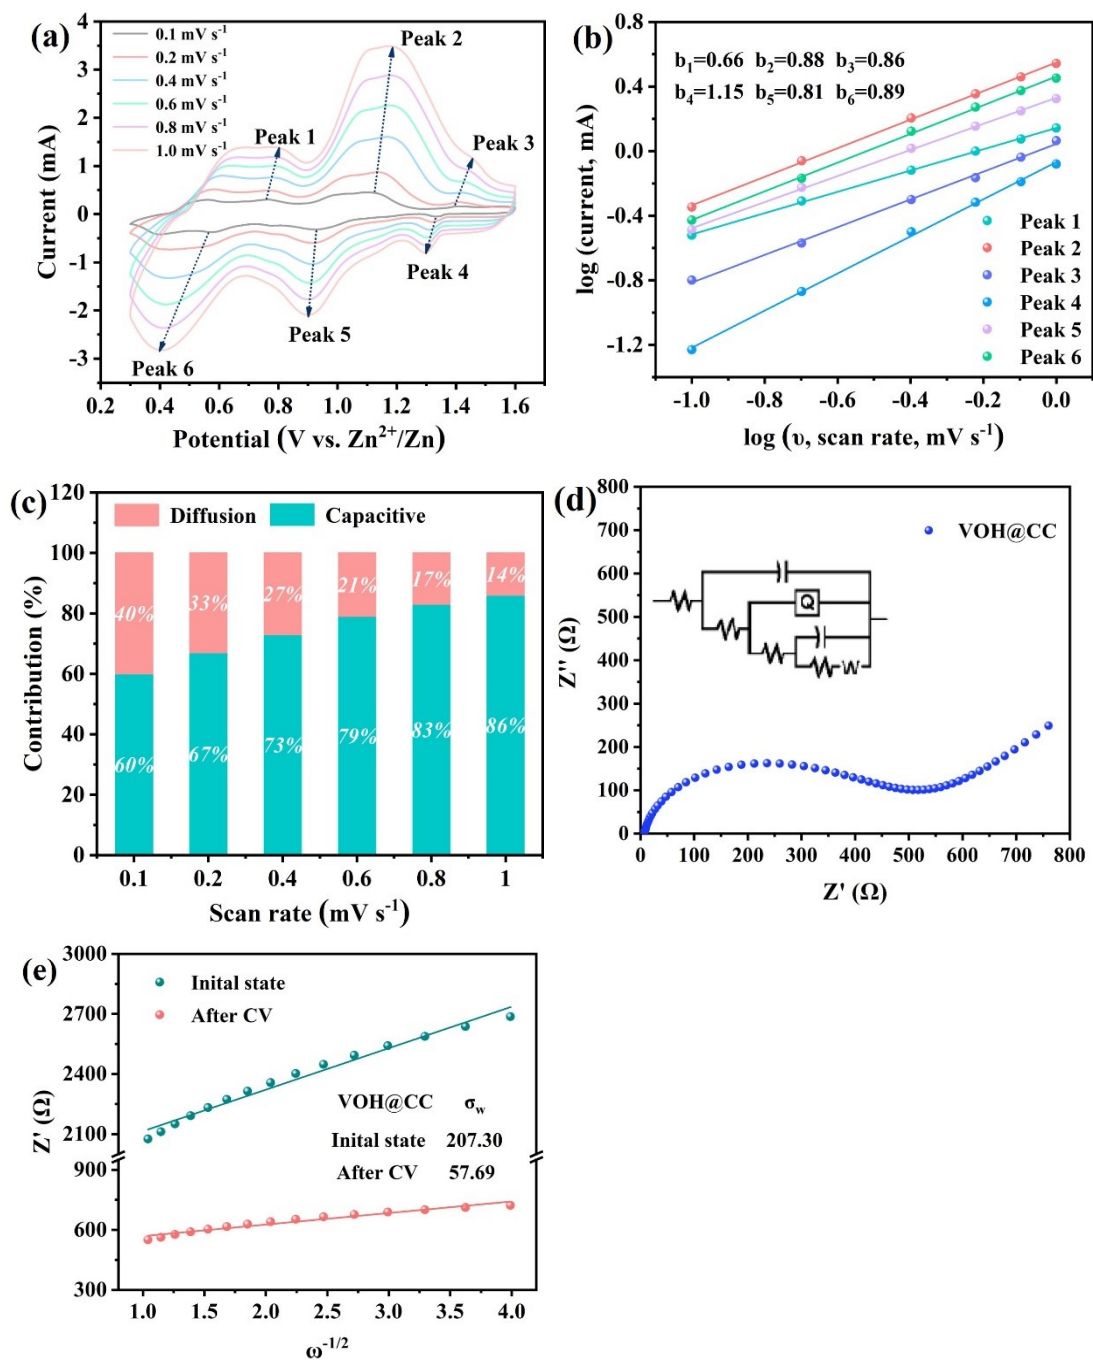 (a)
0.1 mV s⁻¹
0.2 mV s⁻¹
0.4 mV s⁻¹
0.6 mV s⁻¹
0.8 mV s⁻¹
1.0 mV s⁻¹
Peak 1
Peak 2
Peak 3
Peak 4
Peak 5
Peak 6
4
3
2
1
0
-1
-2
-3
Current (mA)
0.2 0.4 0.6 0.8 1.0 1.2 1.4 1.6
Potential (V vs. Zn²⁺/Zn)
(b)
b₁=0.66 b₂=0.88 b₃=0.86
b₄=1.15 b₅=0.81 b₆=0.89
Peak 1
Peak 2
Peak 3
Peak 4
Peak 5
Peak 6
0.8
0.4
0.0
-0.4
-0.8
-1.2
log (current, mA)
-1.0 -0.8 -0.6 -0.4 -0.2 0.0
log (υ, scan rate, mV s⁻¹)
(c)
Diffusion Capacitive
120
100
80
60
40
20
0
Contribution (%)
40% 33% 27% 21% 17% 14%
60% 67% 73% 79% 83% 86%
0.1 0.2 0.4 0.6 0.8 1
Scan rate (mV s⁻¹)
(d)
VOH@CC
Q
W
800
700
600
500
400
300
200
100
0
Z'' (Ω)
0 100 200 300 400 500 600 700 800
Z' (Ω)
(e)
Inital state
After CV
VOH@CC σw
Inital state 207.30
After CV 57.69
3000
2700
2400
2100
900
600
300
Z' (Ω)
1.0 1.5 2.0 2.5 3.0 3.5 4.0
ω⁻¹/²